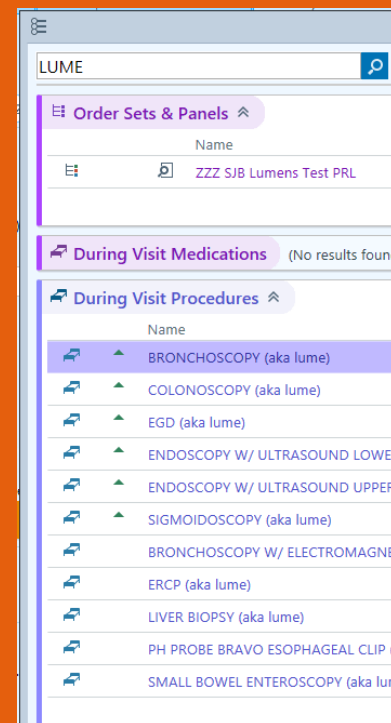 LUME
Order Sets & Panels
Name
ZZZ SJB Lumens Test PRL
During Visit Medications (No results foun
During Visit Procedures
Name
BRONCHOSCOPY (aka lume)
COLONOSCOPY (aka lume)
EGD (aka lume)
ENDOSCOPY W/ ULTRASOUND LOWE
ENDOSCOPY W/ ULTRASOUND UPPER
SIGMOIDOSCOPY (aka lume)
BRONCHOSCOPY W/ ELECTROMAGNE
ERCP (aka lume)
LIVER BIOPSY (aka lume)
PH PROBE BRAVO ESOPHAGEAL CLIP (
SMALL BOWEL ENTEROSCOPY (aka lum